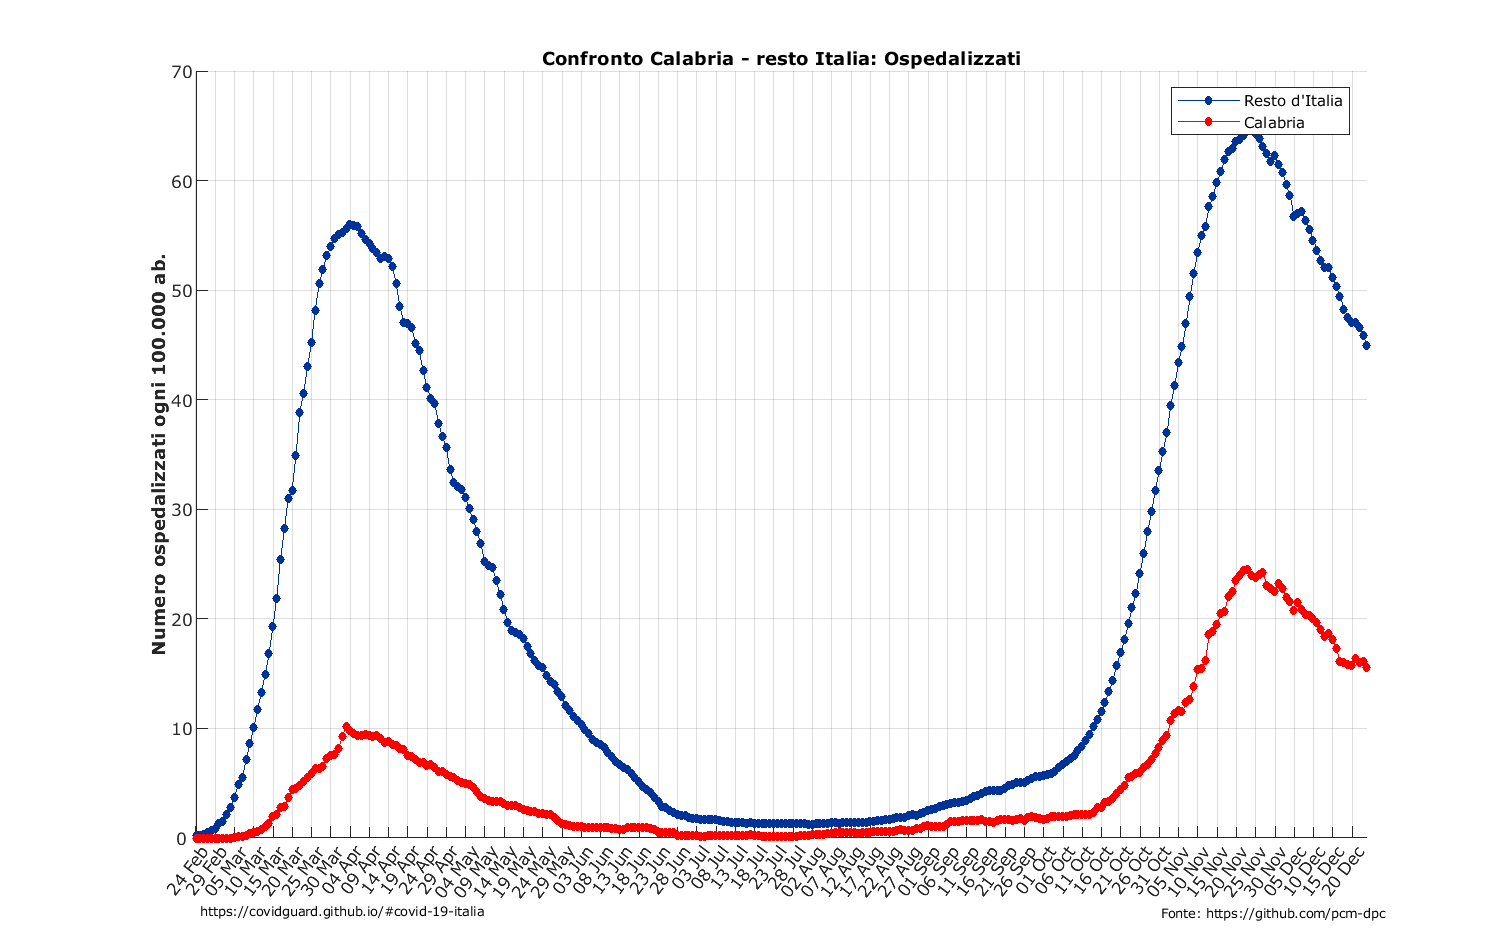 Confronto Calabria - resto Italia: Ospedalizzati
Resto d'Italia
Calabria
Numero ospedalizzati ogni 100.000 ab.
70
60
50
40
30
20
10
0
24 Feb
29 Feb
05 Mar
10 Mar
15 Mar
20 Mar
25 Mar
30 Mar
04 Apr
09 Apr
14 Apr
19 Apr
24 Apr
29 Apr
04 May
09 May
14 May
19 May
24 May
29 May
03 Jun
08 Jun
13 Jun
18 Jun
23 Jun
28 Jun
03 Jul
08 Jul
13 Jul
18 Jul
23 Jul
28 Jul
02 Aug
07 Aug
12 Aug
17 Aug
22 Aug
27 Aug
01 Sep
06 Sep
11 Sep
16 Sep
21 Sep
26 Sep
01 Oct
06 Oct
11 Oct
16 Oct
21 Oct
26 Oct
31 Oct
05 Nov
10 Nov
15 Nov
20 Nov
25 Nov
30 Nov
05 Dec
10 Dec
15 Dec
20 Dec
https://covidguard.github.io/#covid-19-italia
Fonte: https://github.com/pcm-dpc